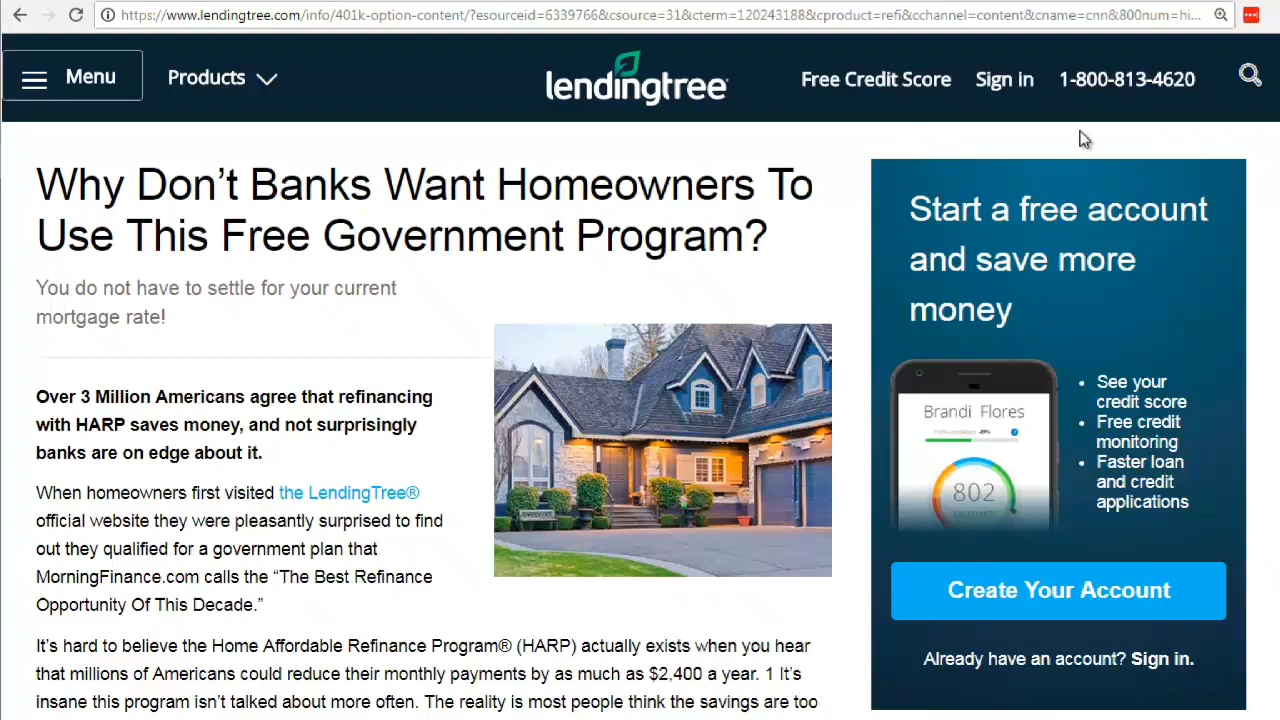 https://www.lendingtree.com/info/401k-option-content/?esourceid=6339766&csource=31&cterm=120243188&cproduct=refi&cchannel=content&cname=cnn&800num=hi...
Menu
Products
lendingtree
Free Credit Score
Sign in
1-800-813-4620
Why Don’t Banks Want Homeowners To
Use This Free Government Program?
You do not have to settle for your current
mortgage rate!
Over 3 Million Americans agree that refinancing
with HARP saves money, and not surprisingly
banks are on edge about it.
When homeowners first visited the LendingTree®
official website they were pleasantly surprised to find
out they qualified for a government plan that
MorningFinance.com calls the “The Best Refinance
Opportunity Of This Decade.”
It’s hard to believe the Home Affordable Refinance Program® (HARP) actually exists when you hear
that millions of Americans could reduce their monthly payments by as much as $2,400 a year. 1 It’s
insane this program isn’t talked about more often. The reality is most people think the savings are too
Start a free account
and save more
money
Brandi Flores
802
• See your
credit score
• Free credit
monitoring
• Faster loan
and credit
applications
Create Your Account
Already have an account? Sign in.